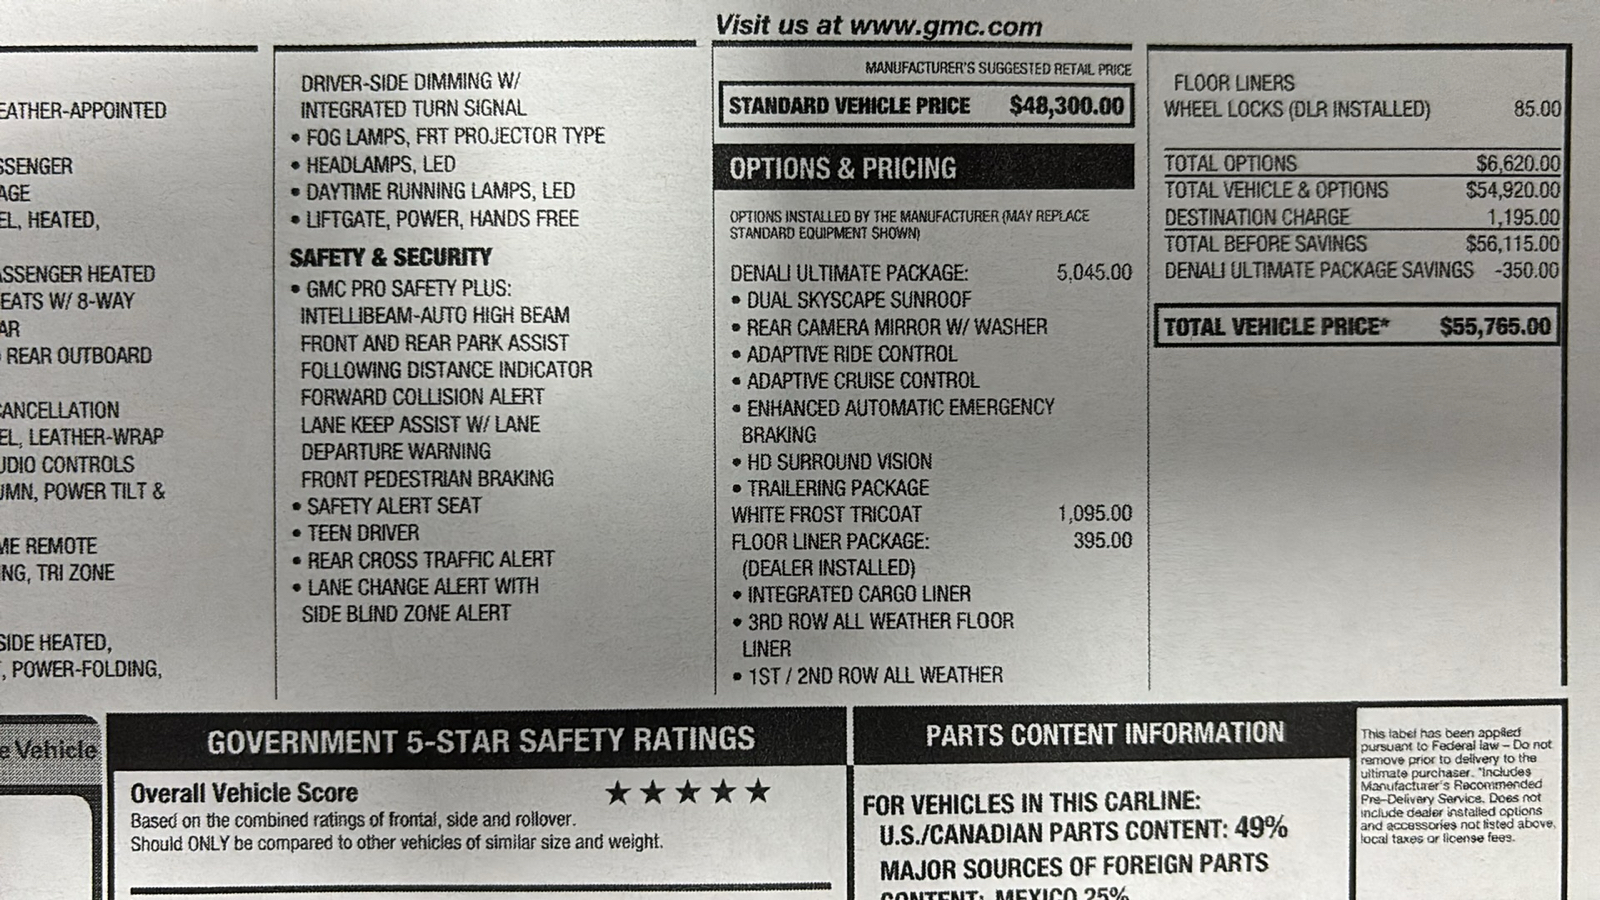 Visit us at www.gmc.com
EATHER-APPOINTED
SSENGER
AGE
EL, HEATED,
ASSENGER HEATED
EATS W/ 8-WAY
AR
REAR OUTBOARD
CANCELLATION
EL, LEATHER-WRAP
UDIO CONTROLS
UMN, POWER TILT &
ME REMOTE
NG, TRI ZONE
SIDE HEATED,
, POWER-FOLDING,
DRIVER-SIDE DIMMING W/
INTEGRATED TURN SIGNAL
• FOG LAMPS, FRT PROJECTOR TYPE
• HEADLAMPS, LED
• DAYTIME RUNNING LAMPS, LED
• LIFTGATE, POWER, HANDS FREE
SAFETY & SECURITY
• GMC PRO SAFETY PLUS:
INTELLIBEAM-AUTO HIGH BEAM
FRONT AND REAR PARK ASSIST
FOLLOWING DISTANCE INDICATOR
FORWARD COLLISION ALERT
LANE KEEP ASSIST W/ LANE
DEPARTURE WARNING
FRONT PEDESTRIAN BRAKING
• SAFETY ALERT SEAT
• TEEN DRIVER
• REAR CROSS TRAFFIC ALERT
• LANE CHANGE ALERT WITH
SIDE BLIND ZONE ALERT
MANUFACTURER'S SUGGESTED RETAIL PRICE
STANDARD VEHICLE PRICE $48,300.00
OPTIONS & PRICING
OPTIONS INSTALLED BY THE MANUFACTURER (MAY REPLACE
STANDARD EQUIPMENT SHOWN)
DENALI ULTIMATE PACKAGE: 5,045.00
• DUAL SKYSCAPE SUNROOF
• REAR CAMERA MIRROR W/ WASHER
• ADAPTIVE RIDE CONTROL
• ADAPTIVE CRUISE CONTROL
• ENHANCED AUTOMATIC EMERGENCY
BRAKING
• HD SURROUND VISION
• TRAILERING PACKAGE
WHITE FROST TRICOAT 1,095.00
FLOOR LINER PACKAGE: 395.00
(DEALER INSTALLED)
• INTEGRATED CARGO LINER
• 3RD ROW ALL WEATHER FLOOR
LINER
• 1ST / 2ND ROW ALL WEATHER
FLOOR LINERS
WHEEL LOCKS (DLR INSTALLED) 85.00
TOTAL OPTIONS $6,620.00
TOTAL VEHICLE & OPTIONS $54,920.00
DESTINATION CHARGE 1,195.00
TOTAL BEFORE SAVINGS $56,115.00
DENALI ULTIMATE PACKAGE SAVINGS -350.00
TOTAL VEHICLE PRICE* $55,765.00
e Vehicle
GOVERNMENT 5-STAR SAFETY RATINGS
Overall Vehicle Score ★★★★★
Based on the combined ratings of frontal, side and rollover.
Should ONLY be compared to other vehicles of similar size and weight.
PARTS CONTENT INFORMATION
FOR VEHICLES IN THIS CARLINE:
U.S./CANADIAN PARTS CONTENT: 49%
MAJOR SOURCES OF FOREIGN PARTS
CONTENT: MEXICO 25%
This label has been applied
pursuant to Federal law – Do not
remove prior to delivery to the
ultimate purchaser. *Includes
Manufacturer's Recommended
Pre-Delivery Service. Does not
include dealer installed options
and accessories not listed above,
local taxes or license fees.